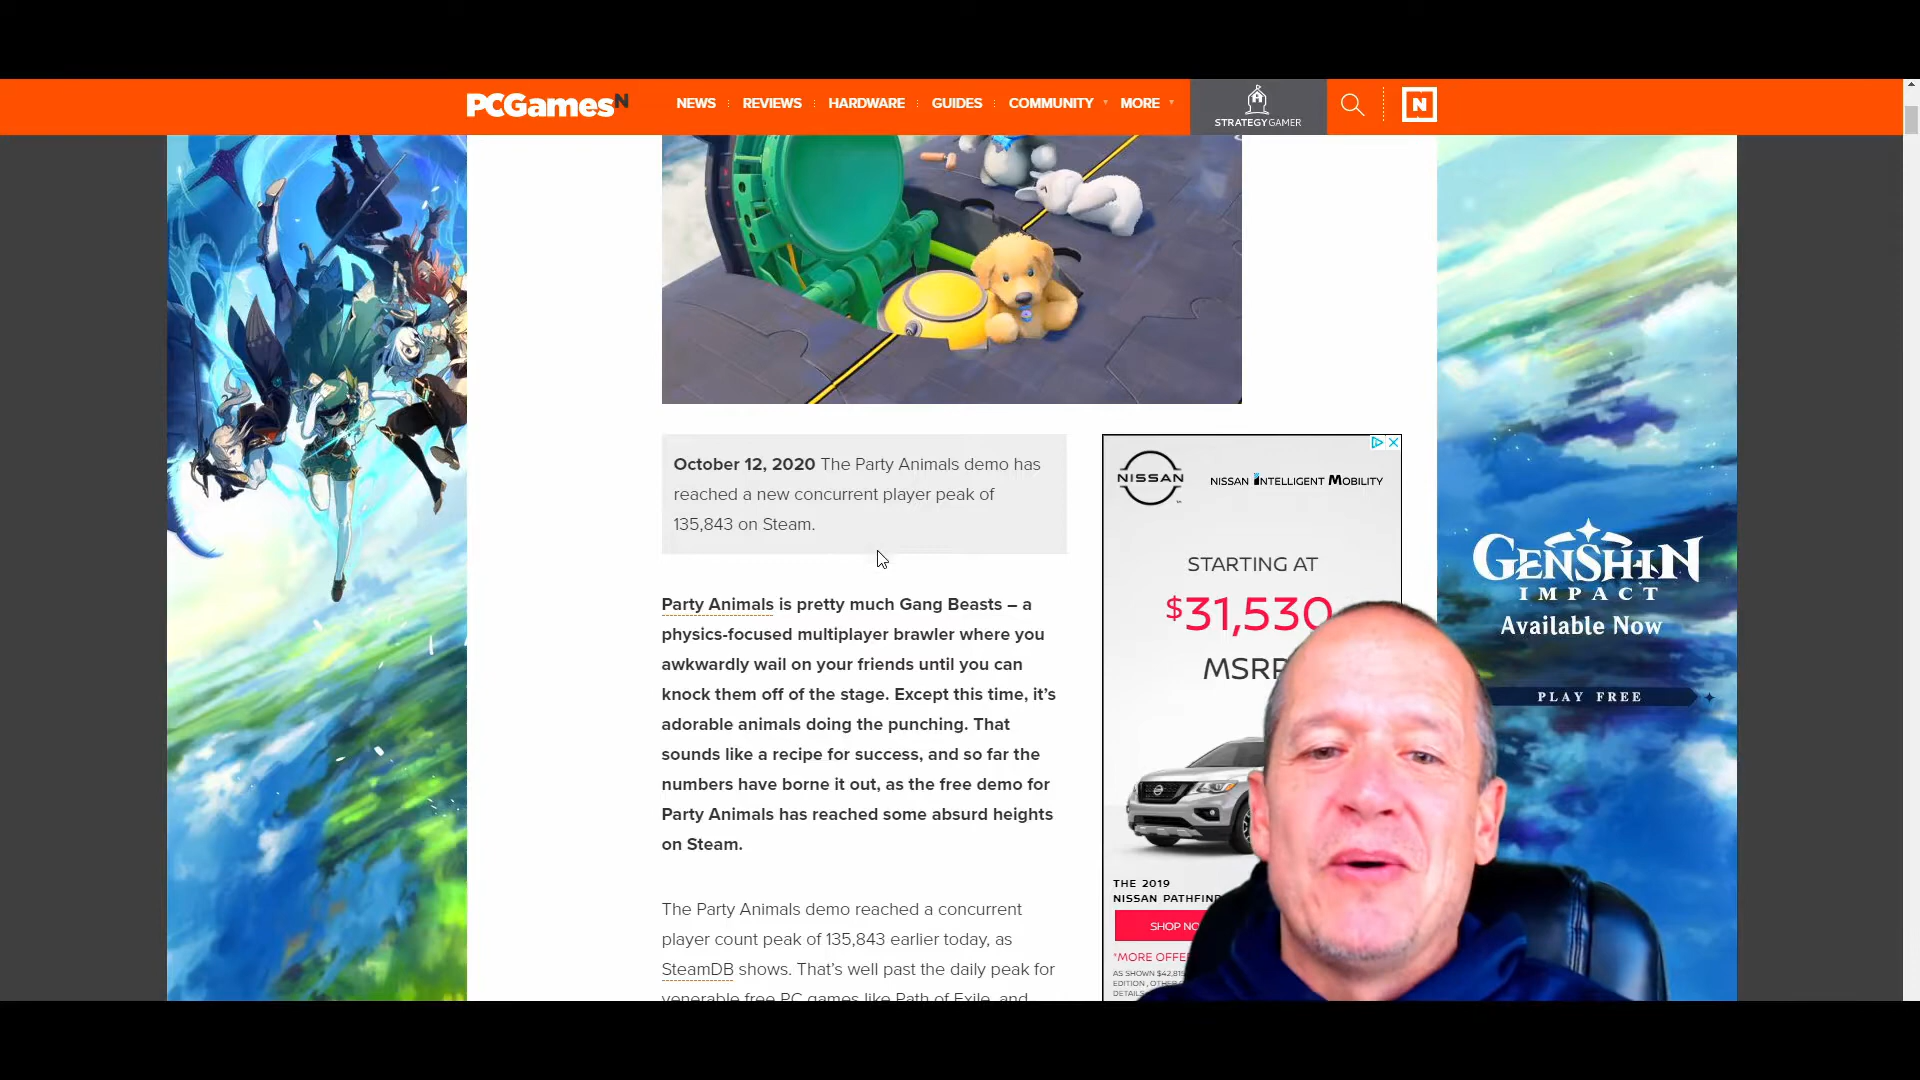 PCGamesN
NEWS
REVIEWS
HARDWARE
GUIDES
COMMUNITY
MORE
STRATEGYGAMER
N
October 12, 2020 The Party Animals demo has
reached a new concurrent player peak of
135,843 on Steam.
Party Animals is pretty much Gang Beasts – a
physics-focused multiplayer brawler where you
awkwardly wail on your friends until you can
knock them off of the stage. Except this time, it's
adorable animals doing the punching. That
sounds like a recipe for success, and so far the
numbers have borne it out, as the free demo for
Party Animals has reached some absurd heights
on Steam.
The Party Animals demo reached a concurrent
player count peak of 135,843 earlier today, as
SteamDB shows. That's well past the daily peak for
venerable free PC games like Path of Exile, and
NISSAN
NISSAN INTELLIGENT MOBILITY
STARTING AT
$31,530
MSRP
THE 2019
NISSAN PATHFIN
SHOP NO
*MORE OFFE
AS SHOWN $42,815
EDITION, OTHER
DETAILS
GENSHIN
IMPACT
Available Now
PLAY FREE